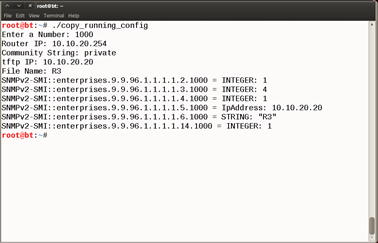 root@bt: ~
File Edit View Terminal Help
root@bt:~# ./copy_running_config
Enter a Number: 1000
Router IP: 10.10.20.254
Community String: private
tftp IP: 10.10.20.20
File Name: R3
SNMPv2-SMI::enterprises.9.9.96.1.1.1.1.2.1000 = INTEGER: 1
SNMPv2-SMI::enterprises.9.9.96.1.1.1.1.3.1000 = INTEGER: 4
SNMPv2-SMI::enterprises.9.9.96.1.1.1.1.4.1000 = INTEGER: 1
SNMPv2-SMI::enterprises.9.9.96.1.1.1.1.5.1000 = IpAddress: 10.10.20.20
SNMPv2-SMI::enterprises.9.9.96.1.1.1.1.6.1000 = STRING: "R3"
SNMPv2-SMI::enterprises.9.9.96.1.1.1.1.14.1000 = INTEGER: 1
root@bt:~#